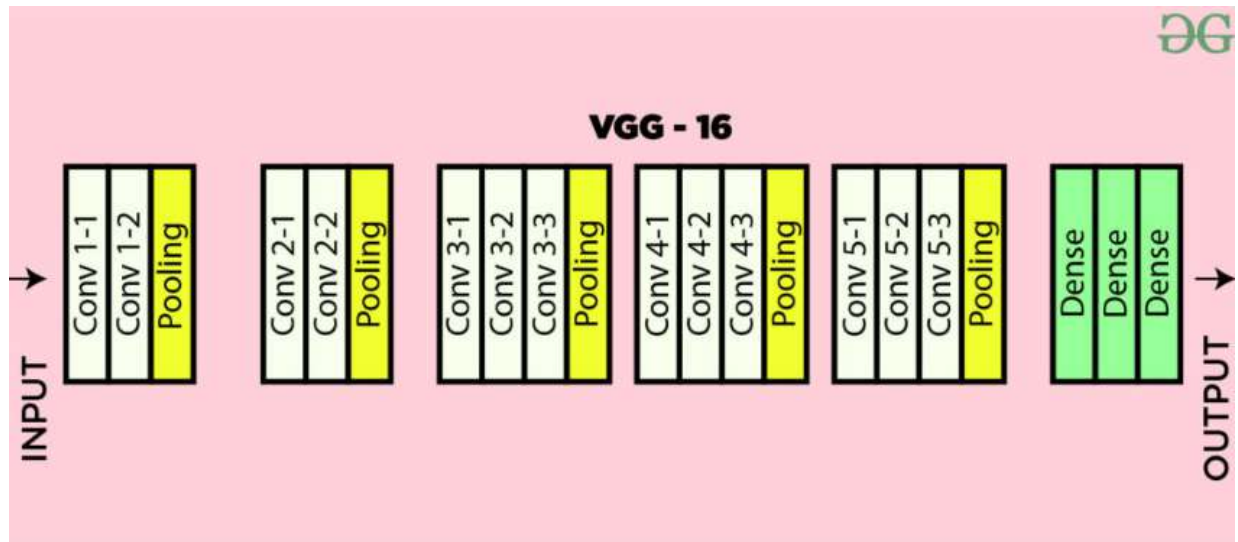 VGG - 16
INPUT
Conv 1-1
Conv 1-2
Pooling
Conv 2-1
Conv 2-2
Pooling
Conv 3-1
Conv 3-2
Conv 3-3
Pooling
Conv 4-1
Conv 4-2
Conv 4-3
Pooling
Conv 5-1
Conv 5-2
Conv 5-3
Pooling
Dense
Dense
Dense
OUTPUT